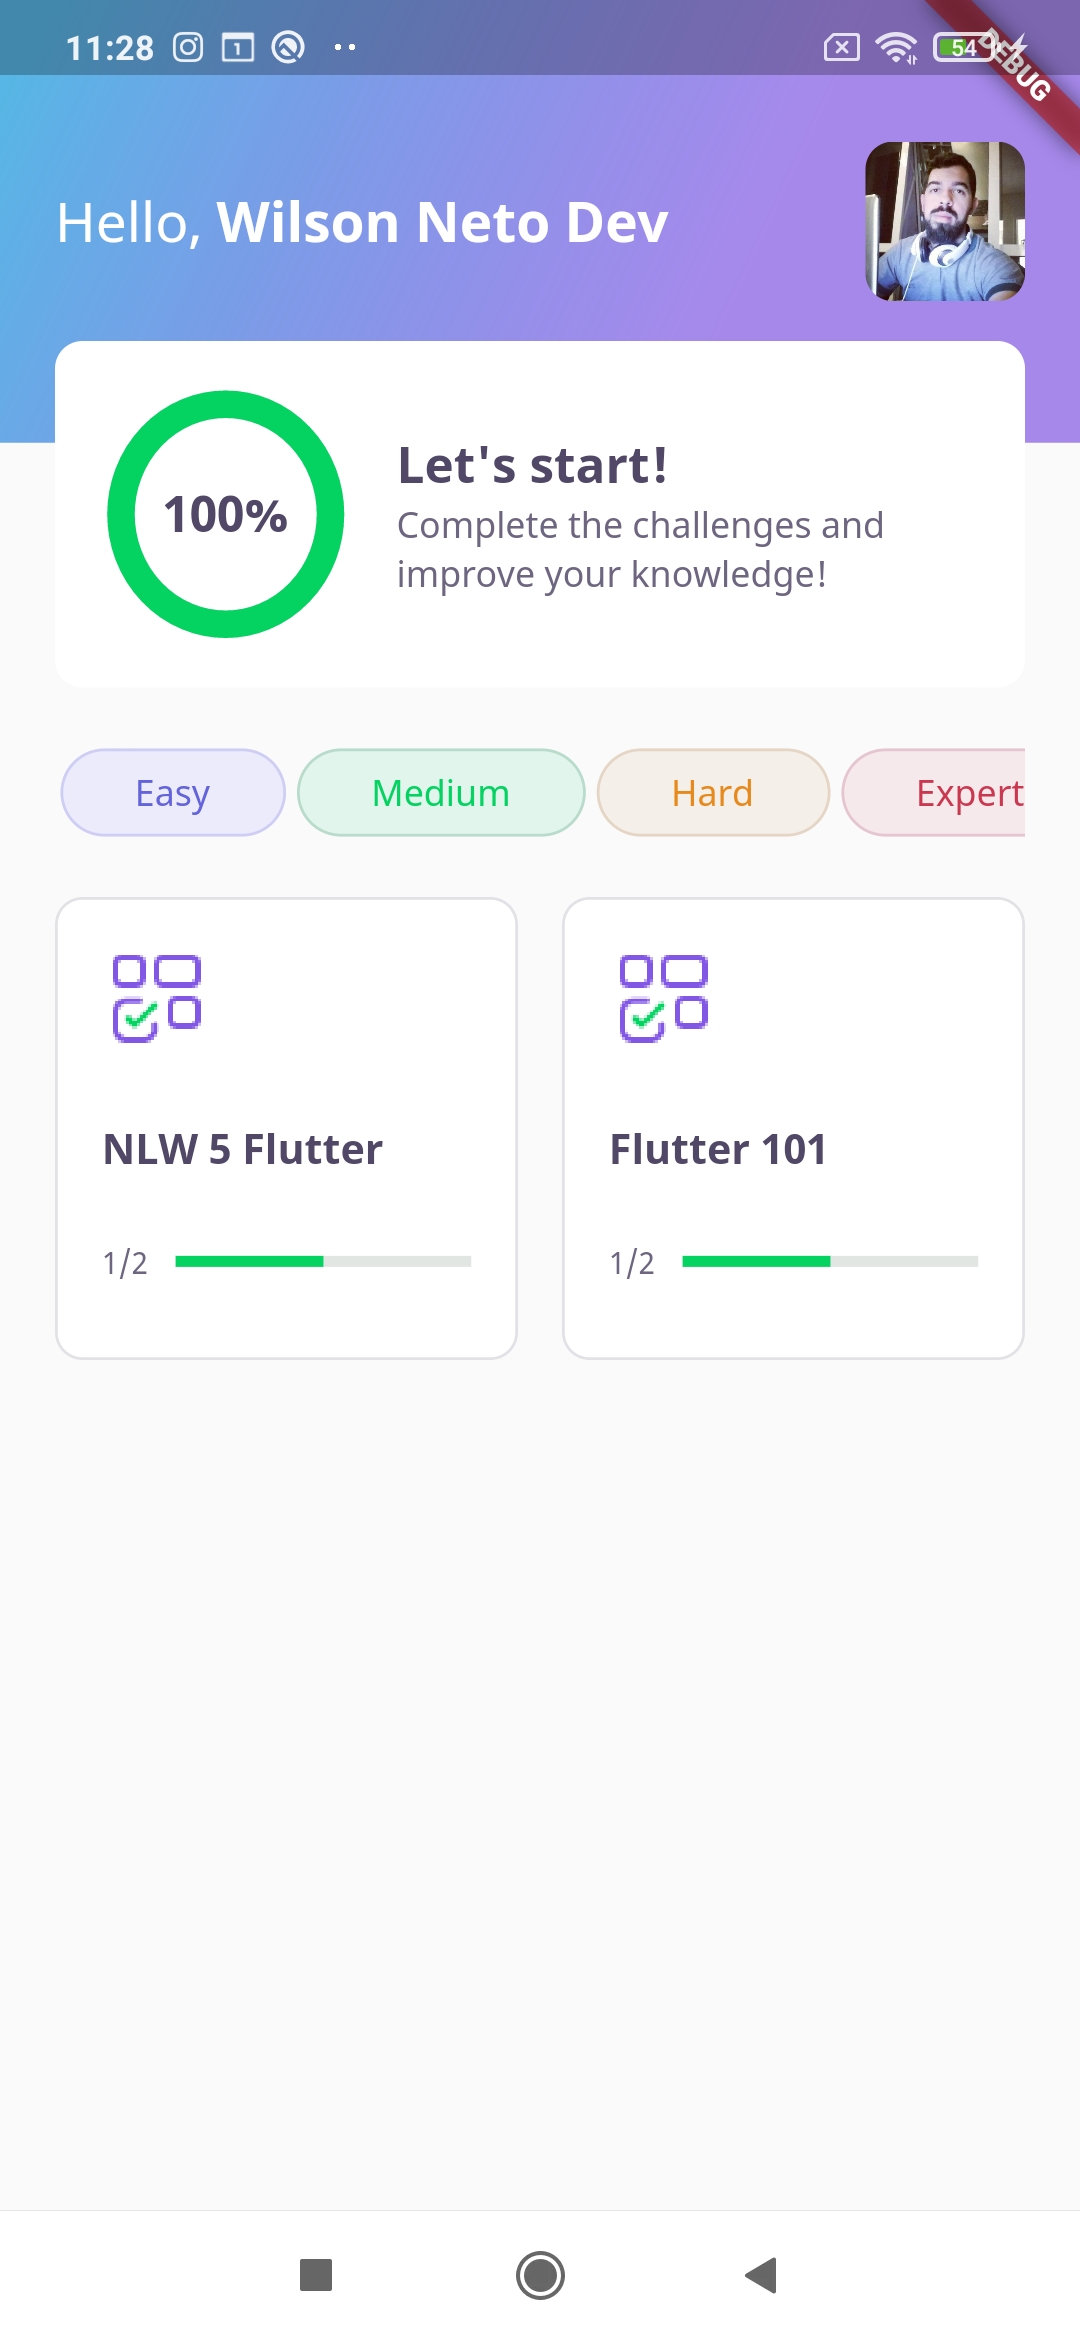 11:28
1
54
DEBUG
Hello, Wilson Neto Dev
100%
Let's start!
Complete the challenges and
improve your knowledge!
Easy
Medium
Hard
Expert
NLW 5 Flutter
1/2
Flutter 101
1/2